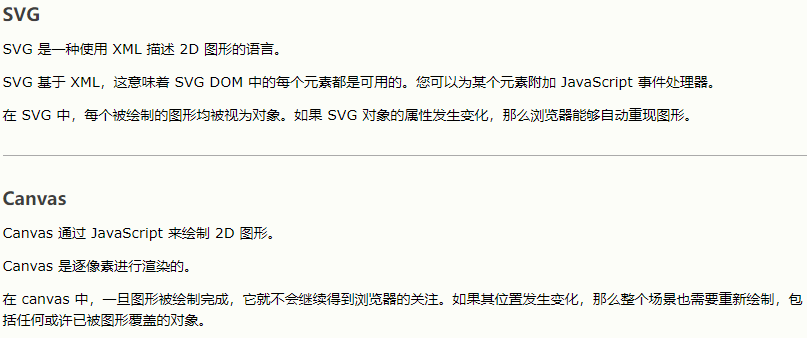 SVG
SVG 是一种使用 XML 描述 2D 图形的语言。
SVG 基于 XML，这意味着 SVG DOM 中的每个元素都是可用的。您可以为某个元素附加 JavaScript 事件处理器。
在 SVG 中，每个被绘制的图形均被视为对象。如果 SVG 对象的属性发生变化，那么浏览器能够自动重现图形。
Canvas
Canvas 通过 JavaScript 来绘制 2D 图形。
Canvas 是逐像素进行渲染的。
在 canvas 中，一旦图形被绘制完成，它就不会继续得到浏览器的关注。如果其位置发生变化，那么整个场景也需要重新绘制，包
括任何或许已被图形覆盖的对象。